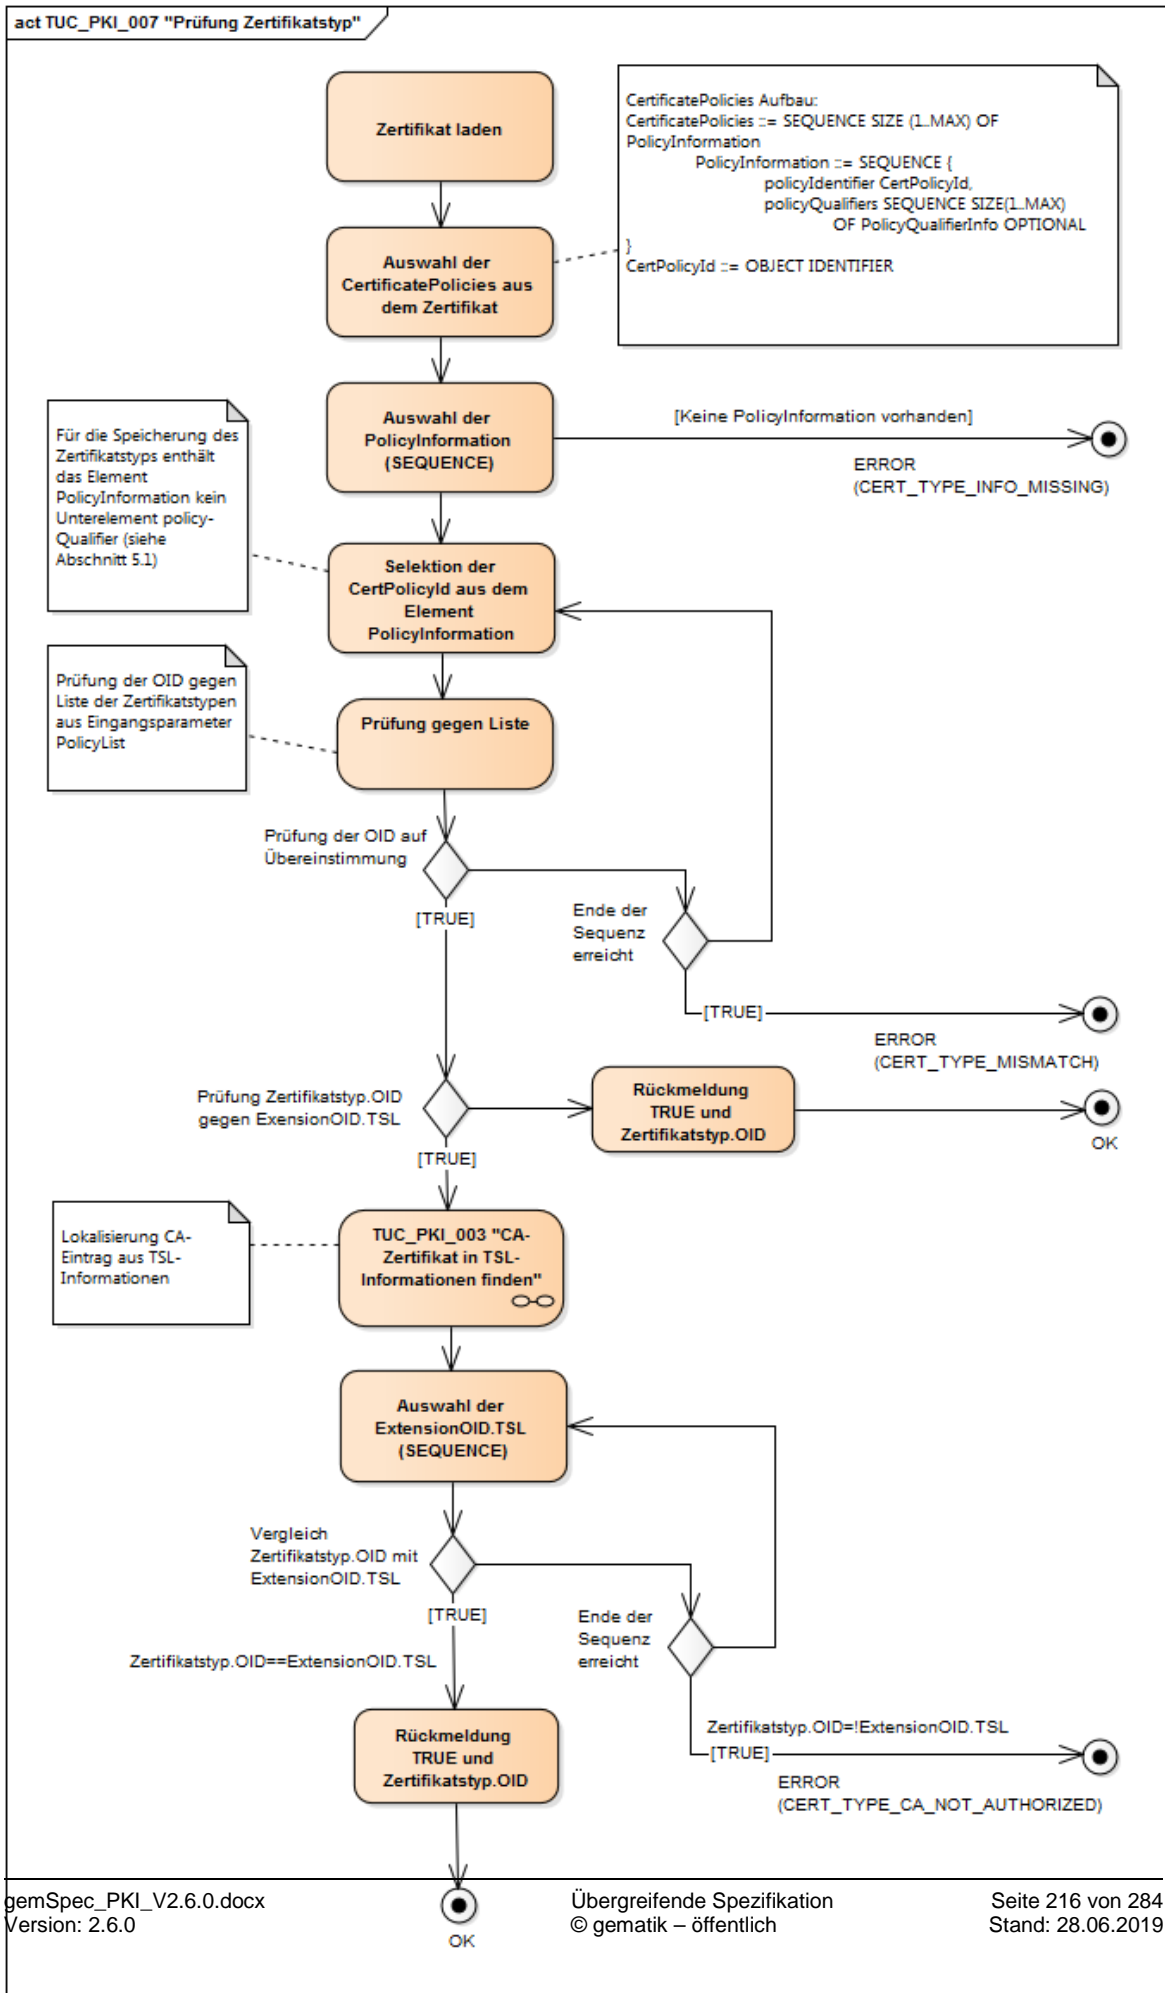 act TUC_PKI_007 "Prüfung Zertifikatstyp"
Zertifikat laden
CertificatePolicies Aufbau:
CertificatePolicies ::= SEQUENCE SIZE (1..MAX) OF
PolicyInformation
PolicyInformation ::= SEQUENCE {
policyIdentifier CertPolicyId,
policyQualifiers SEQUENCE SIZE(1..MAX)
OF PolicyQualifierInfo OPTIONAL
}
CertPolicyId ::= OBJECT IDENTIFIER
Auswahl der
CertificatePolicies aus
dem Zertifikat
Auswahl der
PolicyInformation
(SEQUENCE)
[Keine PolicyInformation vorhanden]
ERROR
(CERT_TYPE_INFO_MISSING)
Für die Speicherung des
Zertifikatstyps enthält
das Element
PolicyInformation kein
Unterelement policy-
Qualifier (siehe
Abschnitt 5.1)
Selektion der
CertPolicyId aus dem
Element
PolicyInformation
Prüfung der OID gegen
Liste der Zertifikatstypen
aus Eingangsparameter
PolicyList
Prüfung gegen Liste
Prüfung der OID auf
Übereinstimmung
[TRUE]
Ende der
Sequenz
erreicht
[TRUE]
ERROR
(CERT_TYPE_MISMATCH)
Prüfung Zertifikatstyp.OID
gegen ExensionOID.TSL
[TRUE]
Rückmeldung
TRUE und
Zertifikatstyp.OID
OK
Lokalisierung CA-
Eintrag aus TSL-
Informationen
TUC_PKI_003 "CA-
Zertifikat in TSL-
Informationen finden"
Auswahl der
ExtensionOID.TSL
(SEQUENCE)
Vergleich
Zertifikatstyp.OID mit
ExtensionOID.TSL
[TRUE]
Ende der
Sequenz
erreicht
Zertifikatstyp.OID==ExtensionOID.TSL
Zertifikatstyp.OID=!ExtensionOID.TSL
[TRUE]
ERROR
(CERT_TYPE_CA_NOT_AUTHORIZED)
Rückmeldung
TRUE und
Zertifikatstyp.OID
OK
gemSpec_PKI_V2.6.0.docx
Version: 2.6.0
Übergreifende Spezifikation
© gematik – öffentlich
Seite 216 von 284
Stand: 28.06.2019